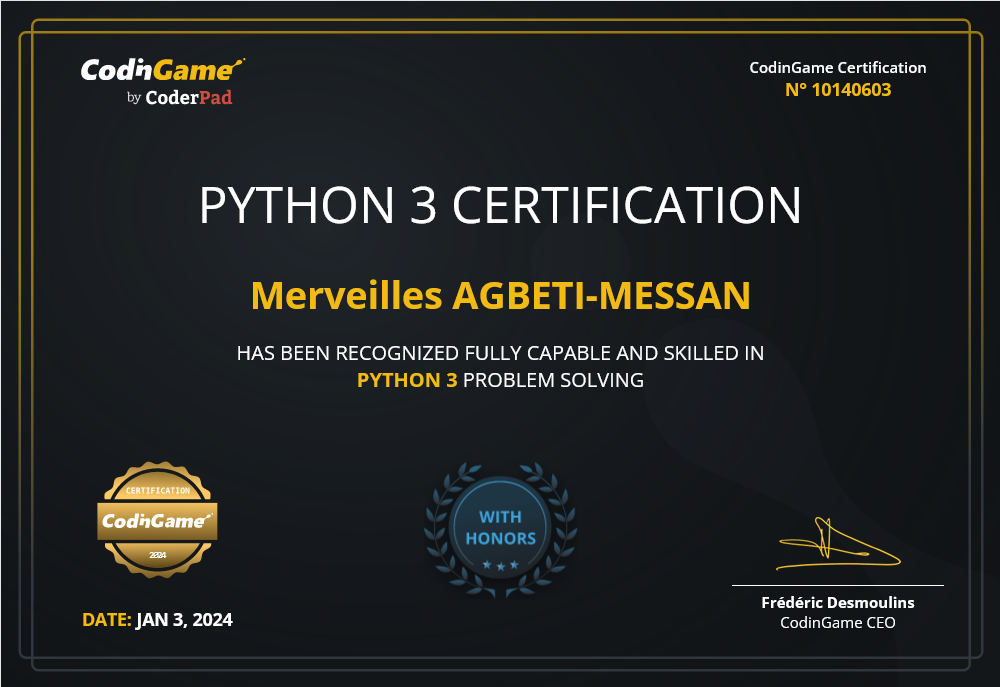 CodinGame
by CoderPad
CodinGame Certification
N° 10140603
PYTHON 3 CERTIFICATION
Merveilles AGBETI-MESSAN
HAS BEEN RECOGNIZED FULLY CAPABLE AND SKILLED IN
PYTHON 3 PROBLEM SOLVING
CERTIFICATION
CodinGame
2024
WITH
HONORS
DATE: JAN 3, 2024
Frédéric Desmoulins
CodinGame CEO